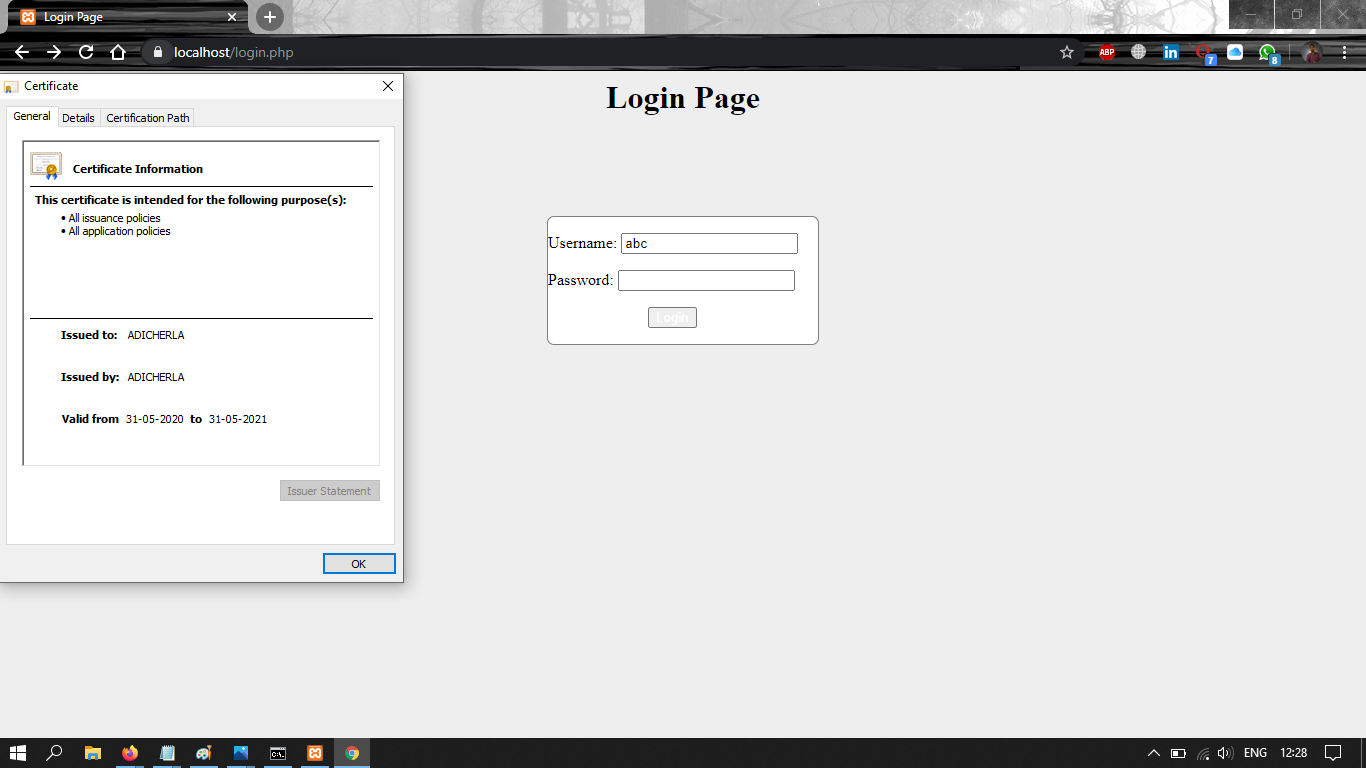 Login Page
localhost/login.php
ABP
in
7
8
Certificate
General Details Certification Path
Certificate Information
This certificate is intended for the following purpose(s):
• All issuance policies
• All application policies
Issued to: ADICHERLA
Issued by: ADICHERLA
Valid from 31-05-2020 to 31-05-2021
Issuer Statement
OK
Login Page
Username: abc
Password:
Login
C:\.
ENG 12:28